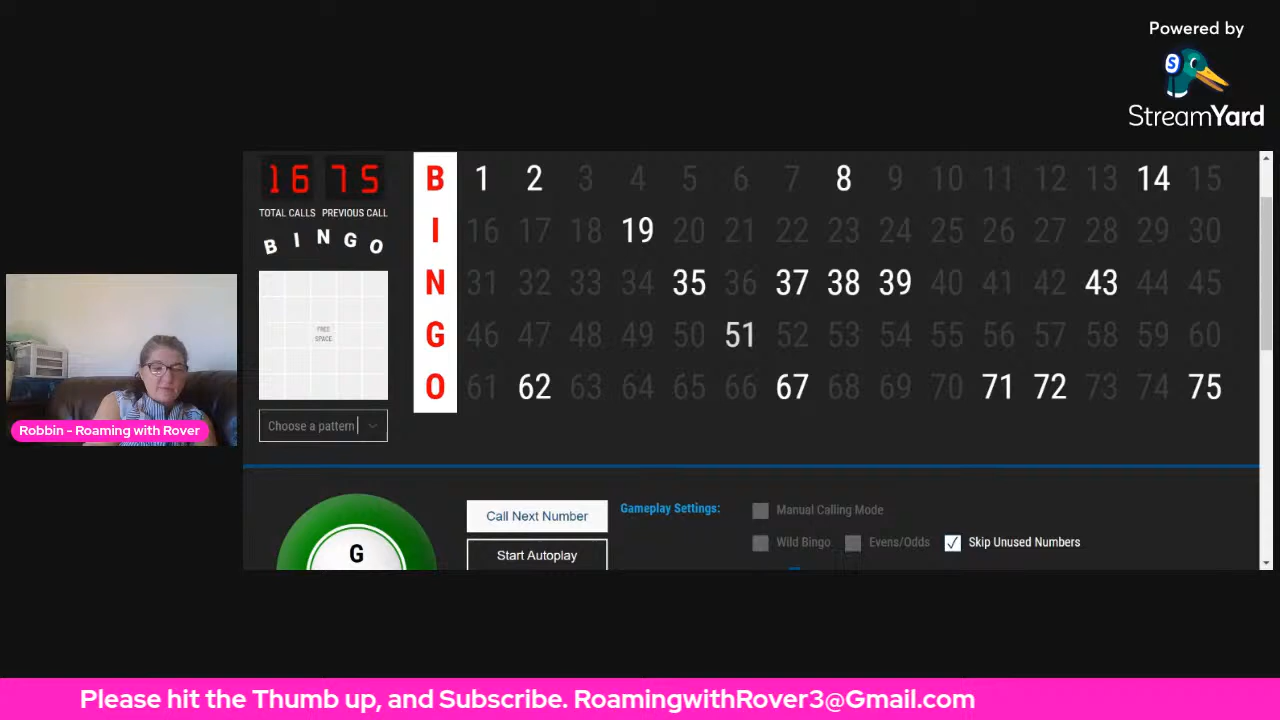 Powered by
S
StreamYard
16 75
TOTAL CALLS PREVIOUS CALL
B I N G O
FREE
SPACE
Choose a pattern
B 1 2 3 4 5 6 7 8 9 10 11 12 13 14 15
I 16 17 18 19 20 21 22 23 24 25 26 27 28 29 30
N 31 32 33 34 35 36 37 38 39 40 41 42 43 44 45
G 46 47 48 49 50 51 52 53 54 55 56 57 58 59 60
O 61 62 63 64 65 66 67 68 69 70 71 72 73 74 75
Robbin - Roaming with Rover
G
Call Next Number
Start Autoplay
Gameplay Settings:
Manual Calling Mode
Wild Bingo Evens/Odds Skip Unused Numbers
Please hit the Thumb up, and Subscribe. RoamingwithRover3@Gmail.com